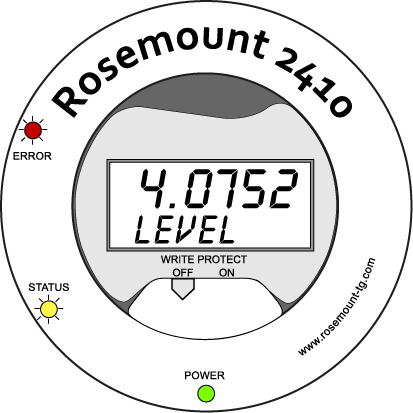 Rosemount 2410
ERROR
4.0752
LEVEL
WRITE PROTECT
OFF ON
STATUS
www.rosemount-tg.com
POWER